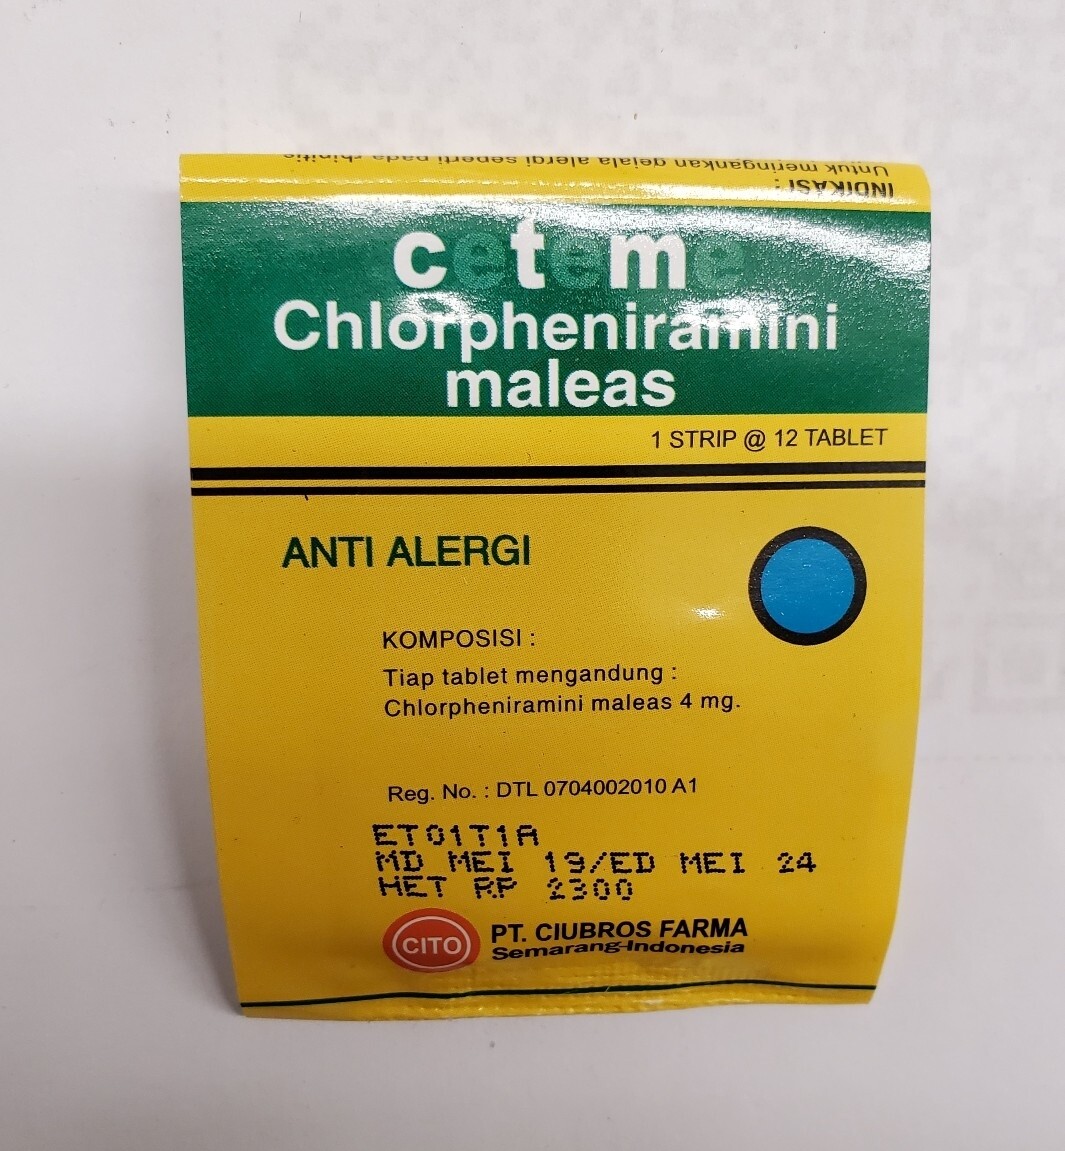 INDIKASI :
Untuk meringankan gejala alergi seperti pada rhinitis
ceteme
Chlorpheniramini
maleas
1 STRIP @ 12 TABLET
ANTI ALERGI
KOMPOSISI :
Tiap tablet mengandung :
Chlorpheniramini maleas 4 mg.
Reg. No. : DTL 0704002010 A1
ET01T1A
MD MEI 19/ED MEI 24
HET RP 2300
CITO
PT. CIUBROS FARMA
Semarang-Indonesia